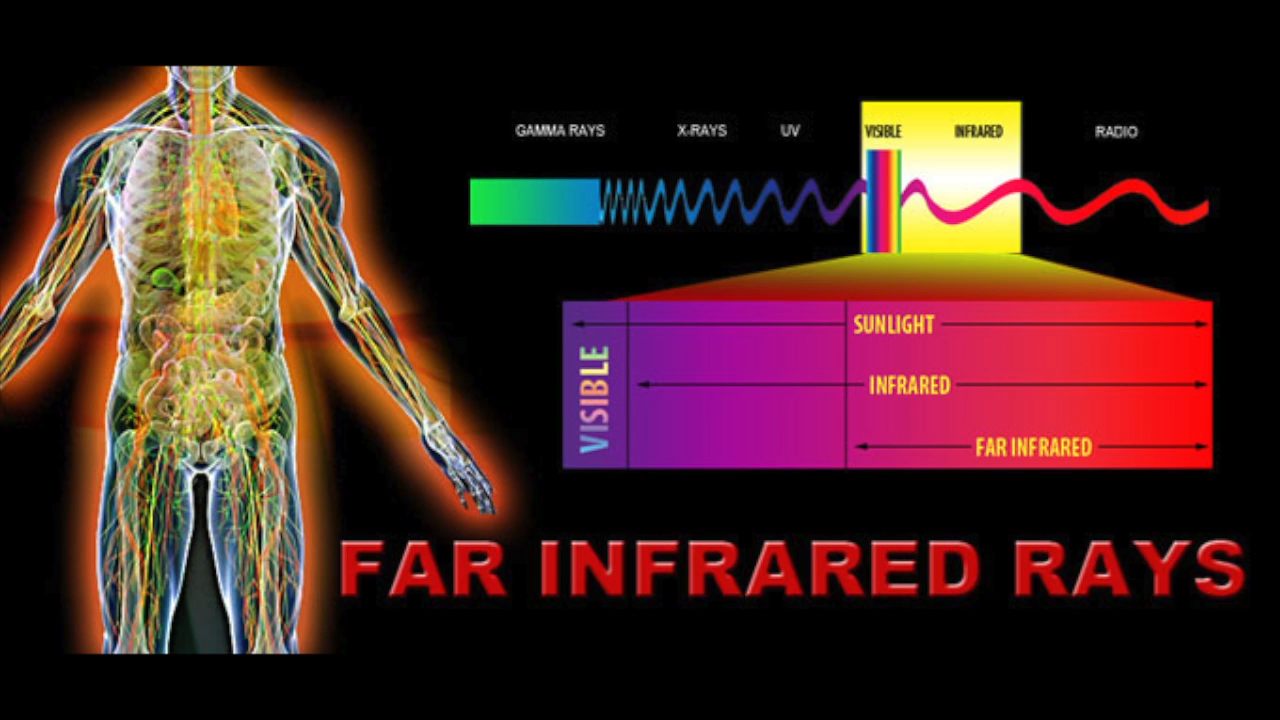 GAMMA RAYS X-RAYS UV VISIBLE INFRARED RADIO
SUNLIGHT
VISIBLE
INFRARED
FAR INFRARED
FAR INFRARED RAYS